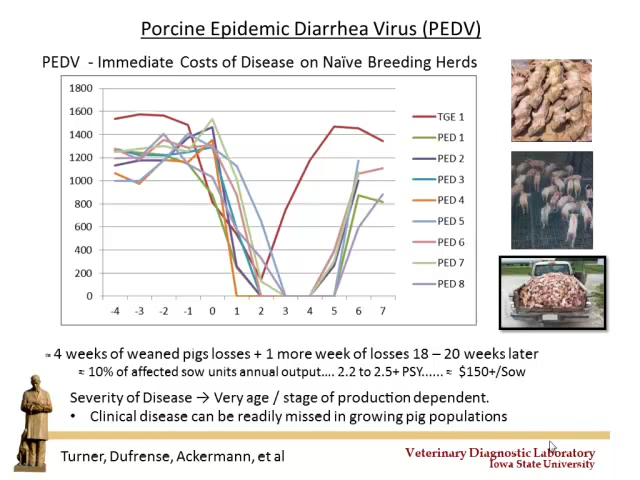 Porcine Epidemic Diarrhea Virus (PEDV)
PEDV - Immediate Costs of Disease on Naïve Breeding Herds
1800
1600
1400
1200
1000
800
600
400
200
0
-4 -3 -2 -1 0 1 2 3 4 5 6 7
TGE 1
PED 1
PED 2
PED 3
PED 4
PED 5
PED 6
PED 7
PED 8
≈ 4 weeks of weaned pigs losses + 1 more week of losses 18 – 20 weeks later
≈ 10% of affected sow units annual output.... 2.2 to 2.5+ PSY...... ≈ $150+/Sow
Severity of Disease → Very age / stage of production dependent.
• Clinical disease can be readily missed in growing pig populations
Turner, Dufrense, Ackermann, et al
Veterinary Diagnostic Laboratory
Iowa State University